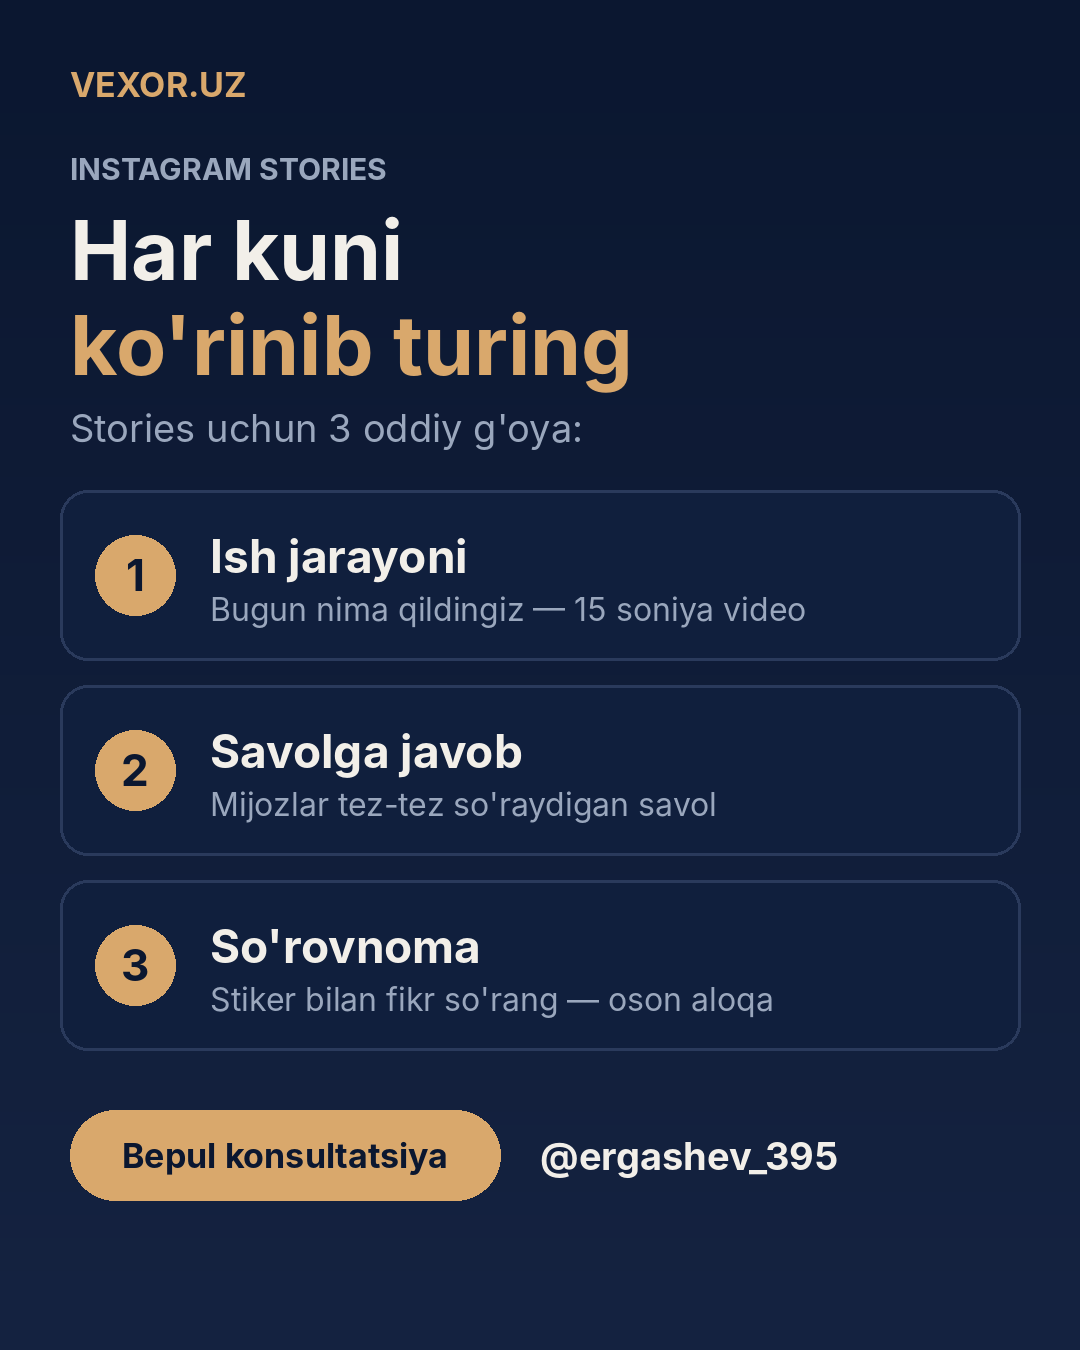 VEXOR.UZ
INSTAGRAM STORIES
Har kuni
ko'rinib turing
Stories uchun 3 oddiy g'oya:
1
Ish jarayoni
Bugun nima qildingiz — 15 soniya video
2
Savolga javob
Mijozlar tez-tez so'raydigan savol
3
So'rovnoma
Stiker bilan fikr so'rang — oson aloqa
Bepul konsultatsiya
@ergashev_395